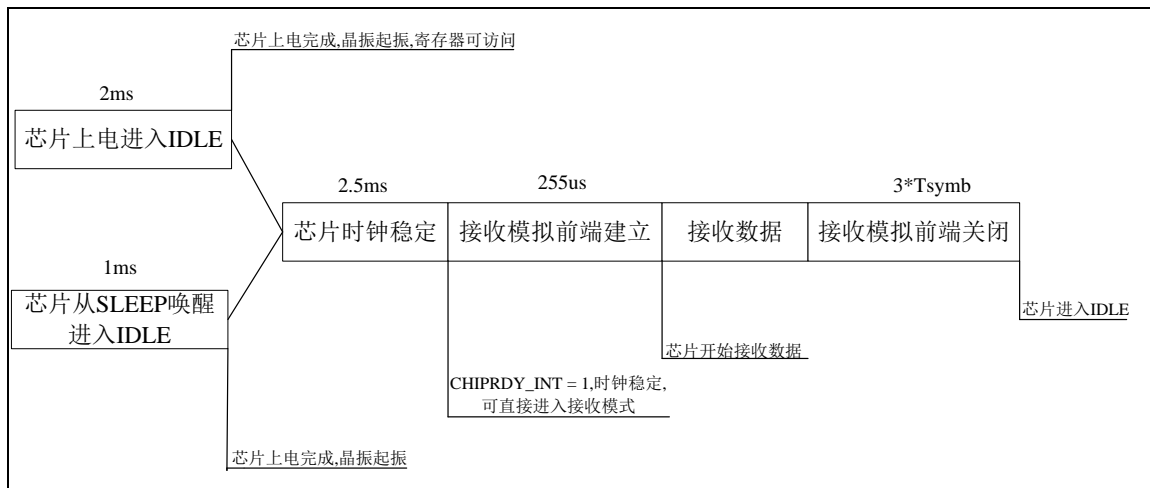 芯片上电完成,晶振起振,寄存器可访问
2ms
芯片上电进入IDLE
2.5ms
255us
3*Tsymb
芯片时钟稳定
接收模拟前端建立
接收数据
接收模拟前端关闭
1ms
芯片从SLEEP唤醒
进入IDLE
芯片进入IDLE
芯片开始接收数据
CHIPRDY_INT = 1,时钟稳定,
可直接进入接收模式
芯片上电完成,晶振起振